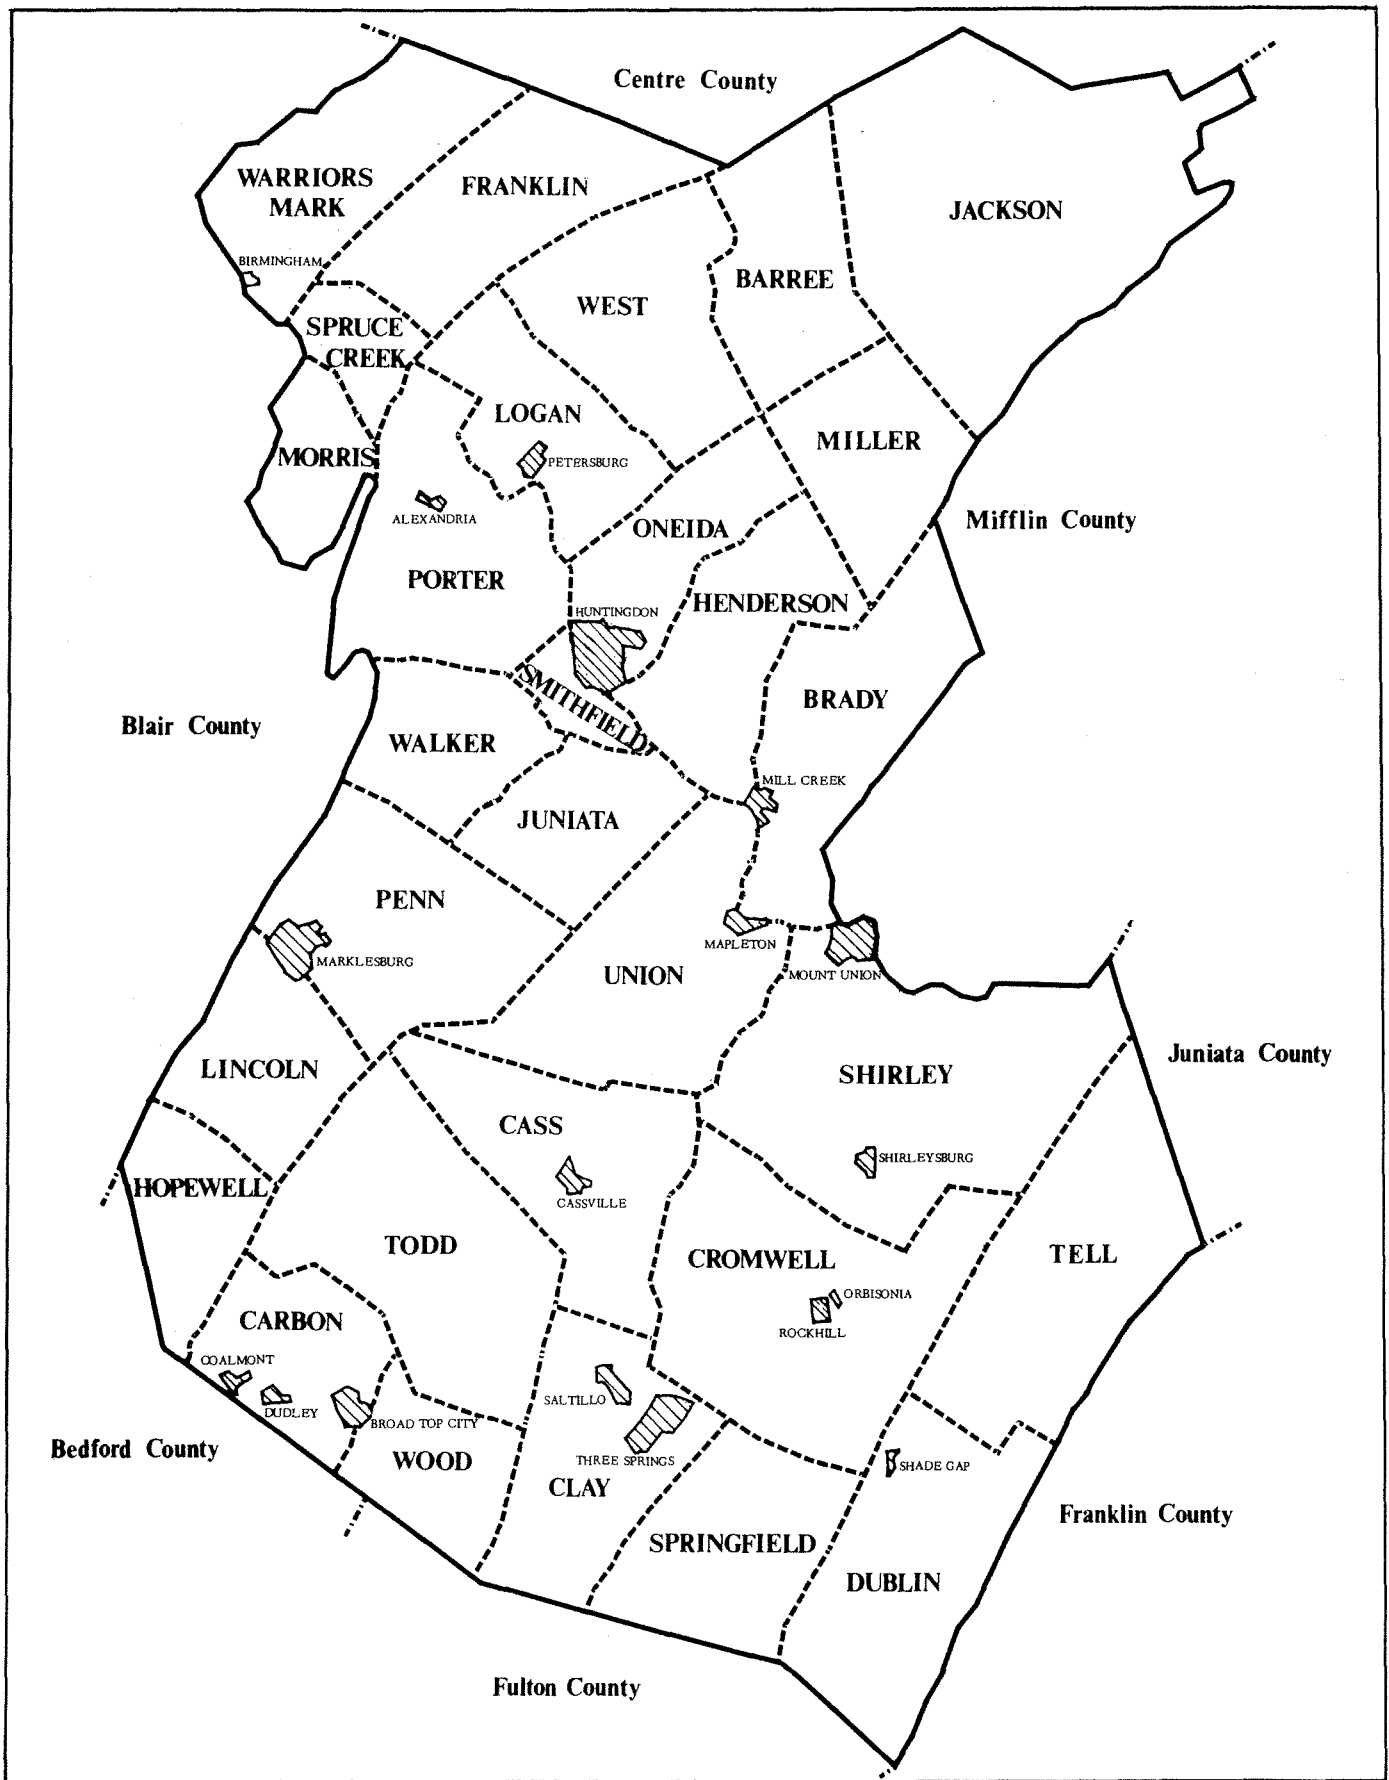 Centre County
WARRIORS
MARK
FRANKLIN
JACKSON
BIRMINGHAM
BARREE
WEST
SPRUCE
CREEK
LOGAN
MILLER
MORRIS
PETERSBURG
ALEXANDRIA
Mifflin County
ONEIDA
PORTER
HENDERSON
HUNTINGDON
SMITHFIELD
BRADY
Blair County
WALKER
MILL CREEK
JUNIATA
PENN
MAPLETON
MARKLESBURG
UNION
MOUNT UNION
Juniata County
LINCOLN
SHIRLEY
CASS
SHIRLEYSBURG
HOPEWELL
CASSVILLE
TODD
CROMWELL
TELL
ORBISONIA
CARBON
ROCKHILL
COALMONT
SALTILLO
DUDLEY
BROAD TOP CITY
Bedford County
WOOD
THREE SPRINGS
SHADE GAP
CLAY
Franklin County
SPRINGFIELD
DUBLIN
Fulton County